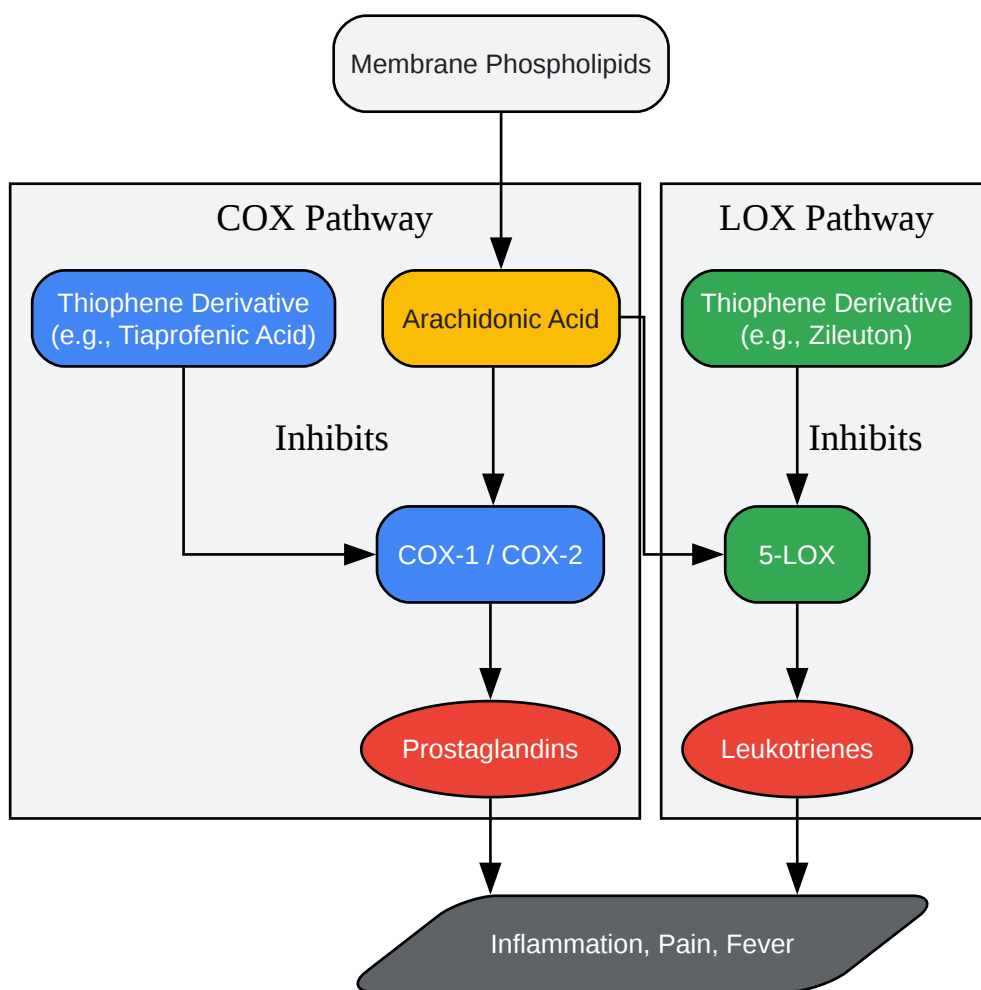 Membrane Phospholipids
COX Pathway
LOX Pathway
Thiophene Derivative
(e.g., Tiaprofenic Acid)
Arachidonic Acid
Thiophene Derivative
(e.g., Zileuton)
Inhibits
Inhibits
COX-1 / COX-2
5-LOX
Prostaglandins
Leukotrienes
Inflammation, Pain, Fever